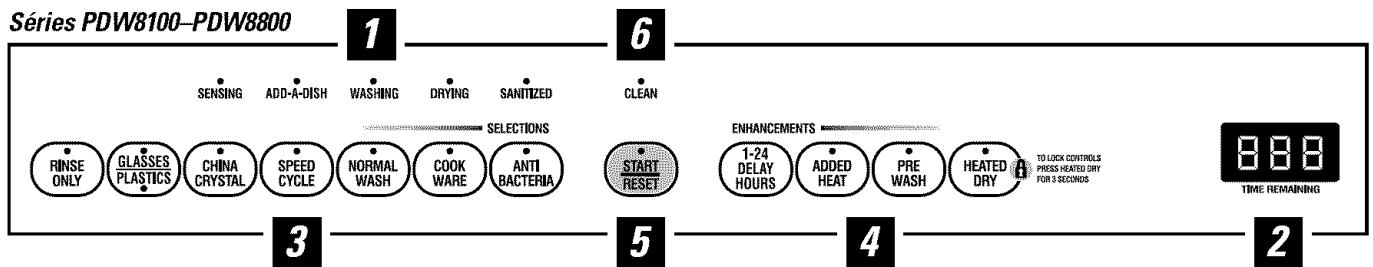 Séries PDW8100–PDW8800
1
6
SENSING ADD-A-DISH WASHING DRYING SANITIZED CLEAN
SELECTIONS
ENHANCEMENTS
RINSE ONLY
GLASSES PLASTICS
CHINA CRYSTAL
SPEED CYCLE
NORMAL WASH
COOK WARE
ANTI BACTERIA
START RESET
1-24 DELAY HOURS
ADDED HEAT
PRE WASH
HEATED DRY
TO LOCK CONTROLS
PRESS HEATED DRY
FOR 3 SECONDS
888
TIME REMAINING
3
5
4
2